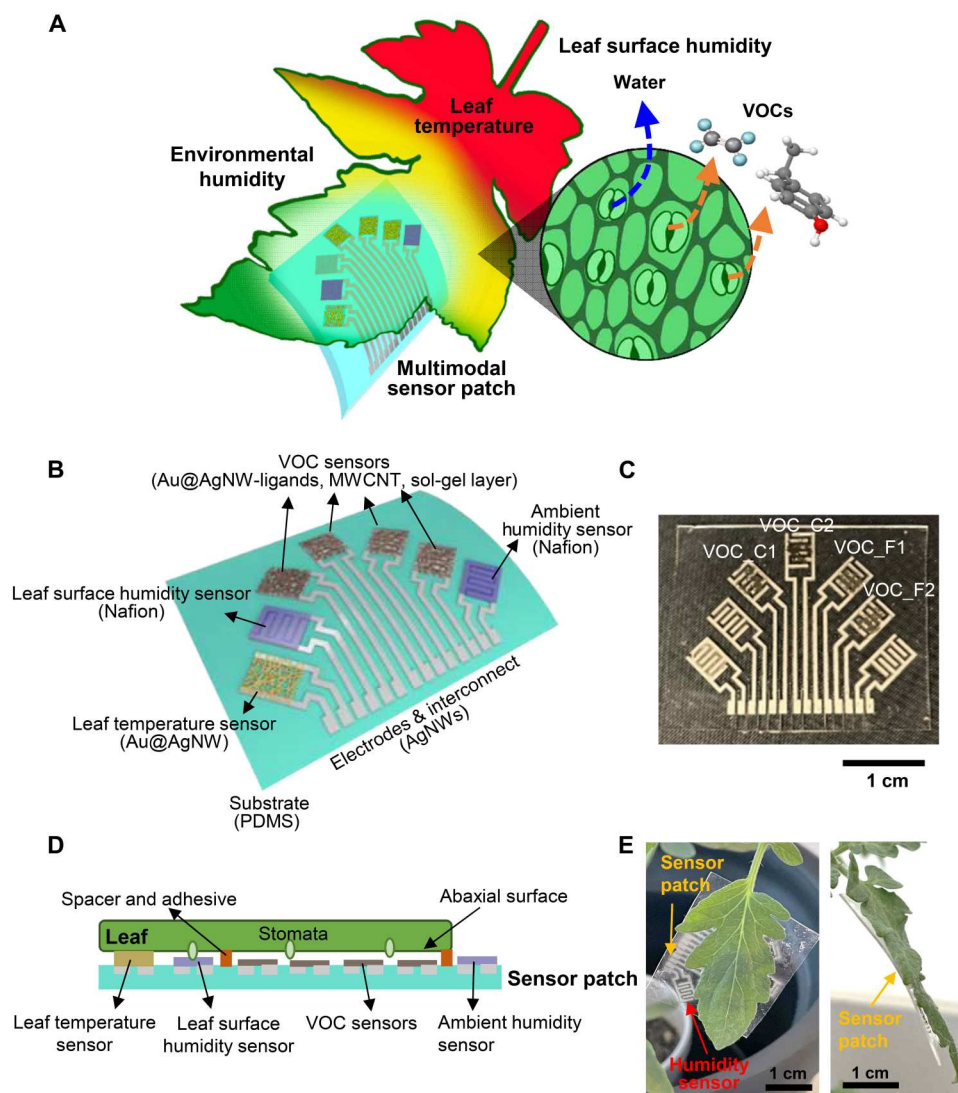 A
Leaf surface humidity
Water
VOCs
Leaf
temperature
Environmental
humidity
Multimodal
sensor patch
B
VOC sensors
(Au@AgNW-ligands, MWCNT, sol-gel layer)
Ambient
humidity sensor
(Nafion)
Leaf surface humidity sensor
(Nafion)
Leaf temperature sensor
(Au@AgNW)
Electrodes & interconnect
(AgNWs)
Substrate
(PDMS)
C
VOC_C2
VOC_C1
VOC_F1
VOC_F2
1 cm
D
Spacer and adhesive
Abaxial surface
Leaf
Stomata
Sensor patch
Leaf temperature
sensor
Leaf surface
humidity sensor
VOC sensors
Ambient humidity
sensor
E
Sensor
patch
Humidity
sensor
1 cm
Sensor
patch
1 cm